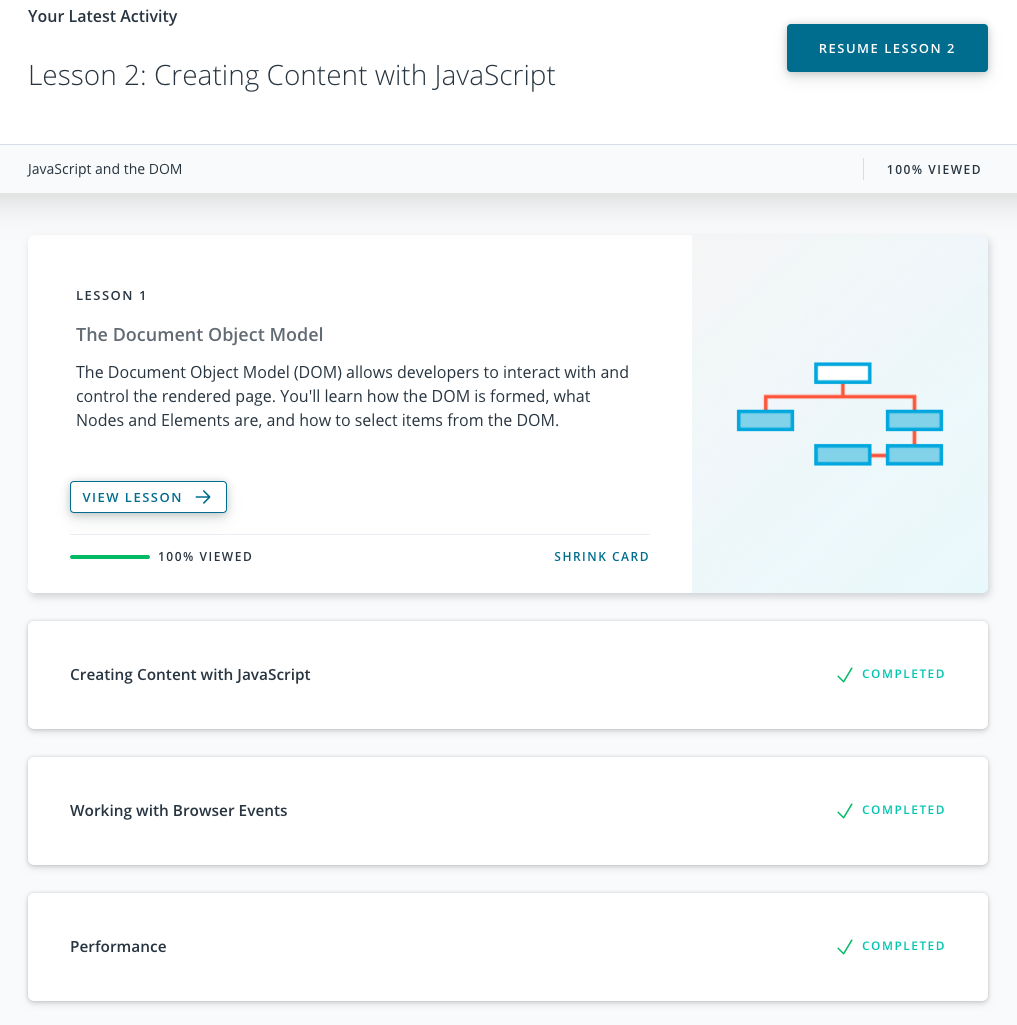 Your Latest Activity
RESUME LESSON 2
Lesson 2: Creating Content with JavaScript
JavaScript and the DOM
100% VIEWED
LESSON 1
The Document Object Model
The Document Object Model (DOM) allows developers to interact with and
control the rendered page. You'll learn how the DOM is formed, what
Nodes and Elements are, and how to select items from the DOM.
VIEW LESSON
100% VIEWED
SHRINK CARD
Creating Content with JavaScript
COMPLETED
Working with Browser Events
COMPLETED
Performance
COMPLETED